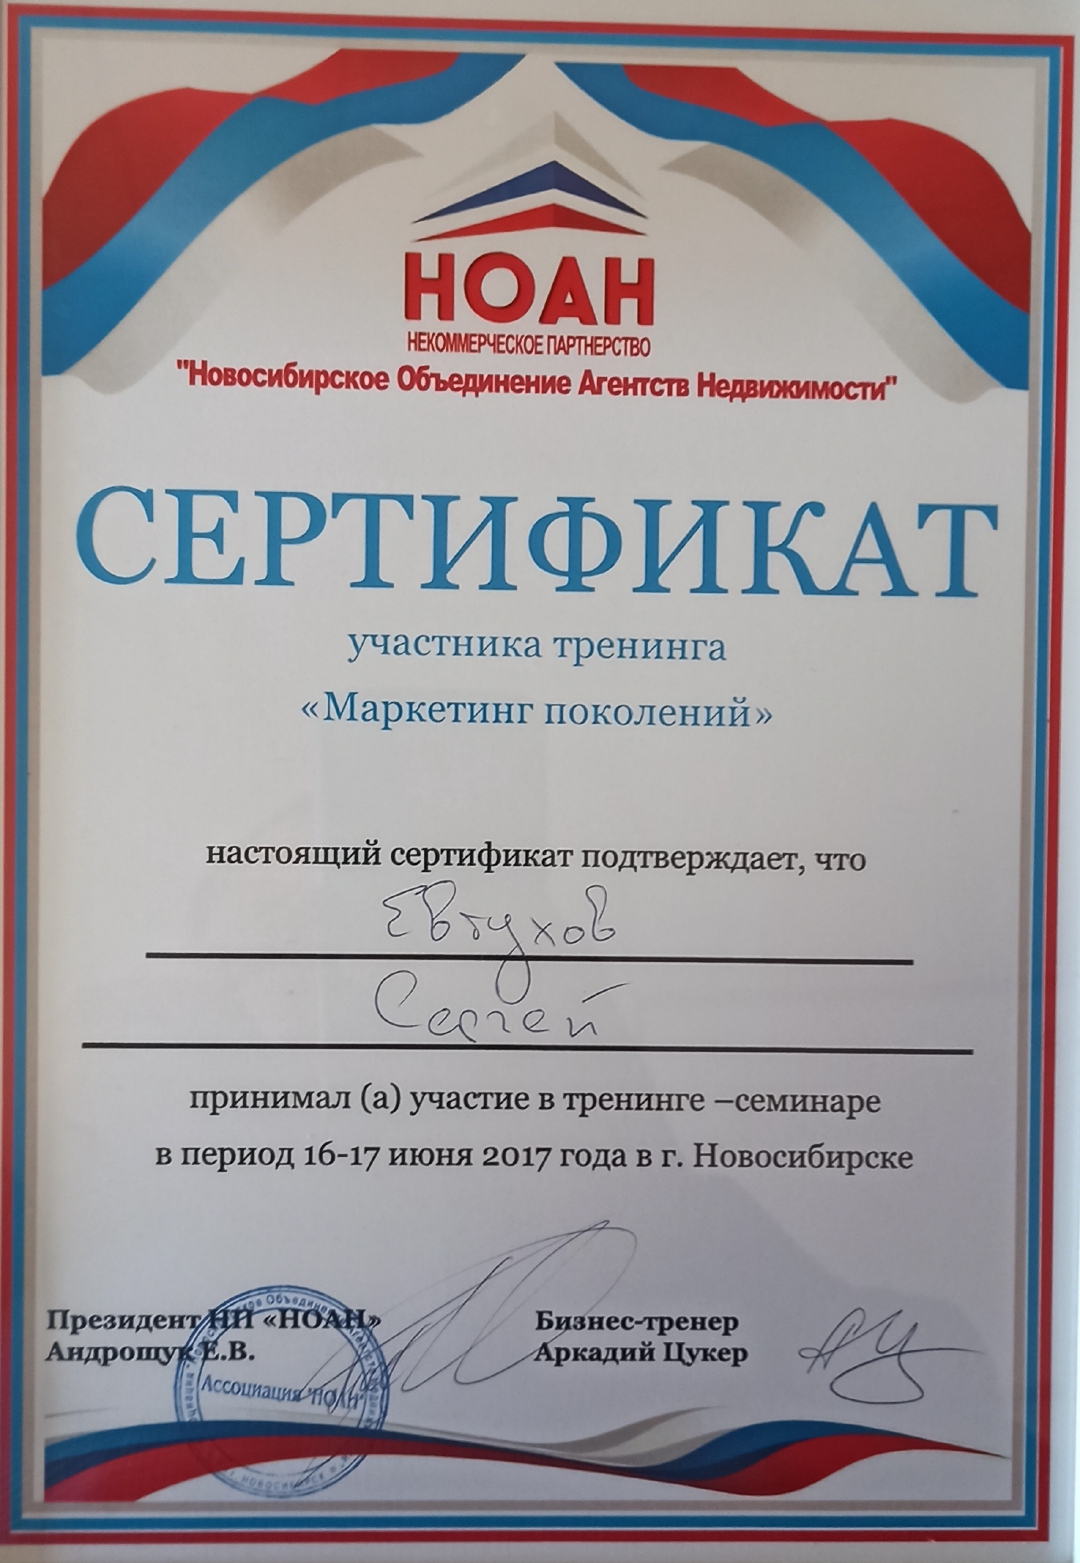 НОАН
НЕКОММЕРЧЕСКОЕ ПАРТНЕРСТВО
"Новосибирское Объединение Агентств Недвижимости"
СЕРТИФИКАТ
участника тренинга
«Маркетинг поколений»
настоящий сертификат подтверждает, что
Евтухов
Сергей
принимал (а) участие в тренинге –семинаре
в период 16-17 июня 2017 года в г. Новосибирске
Президент НП «НОАН»
Андрощук Е.В.
Бизнес-тренер
Аркадий Цукер
Ассоциация "НОАН"